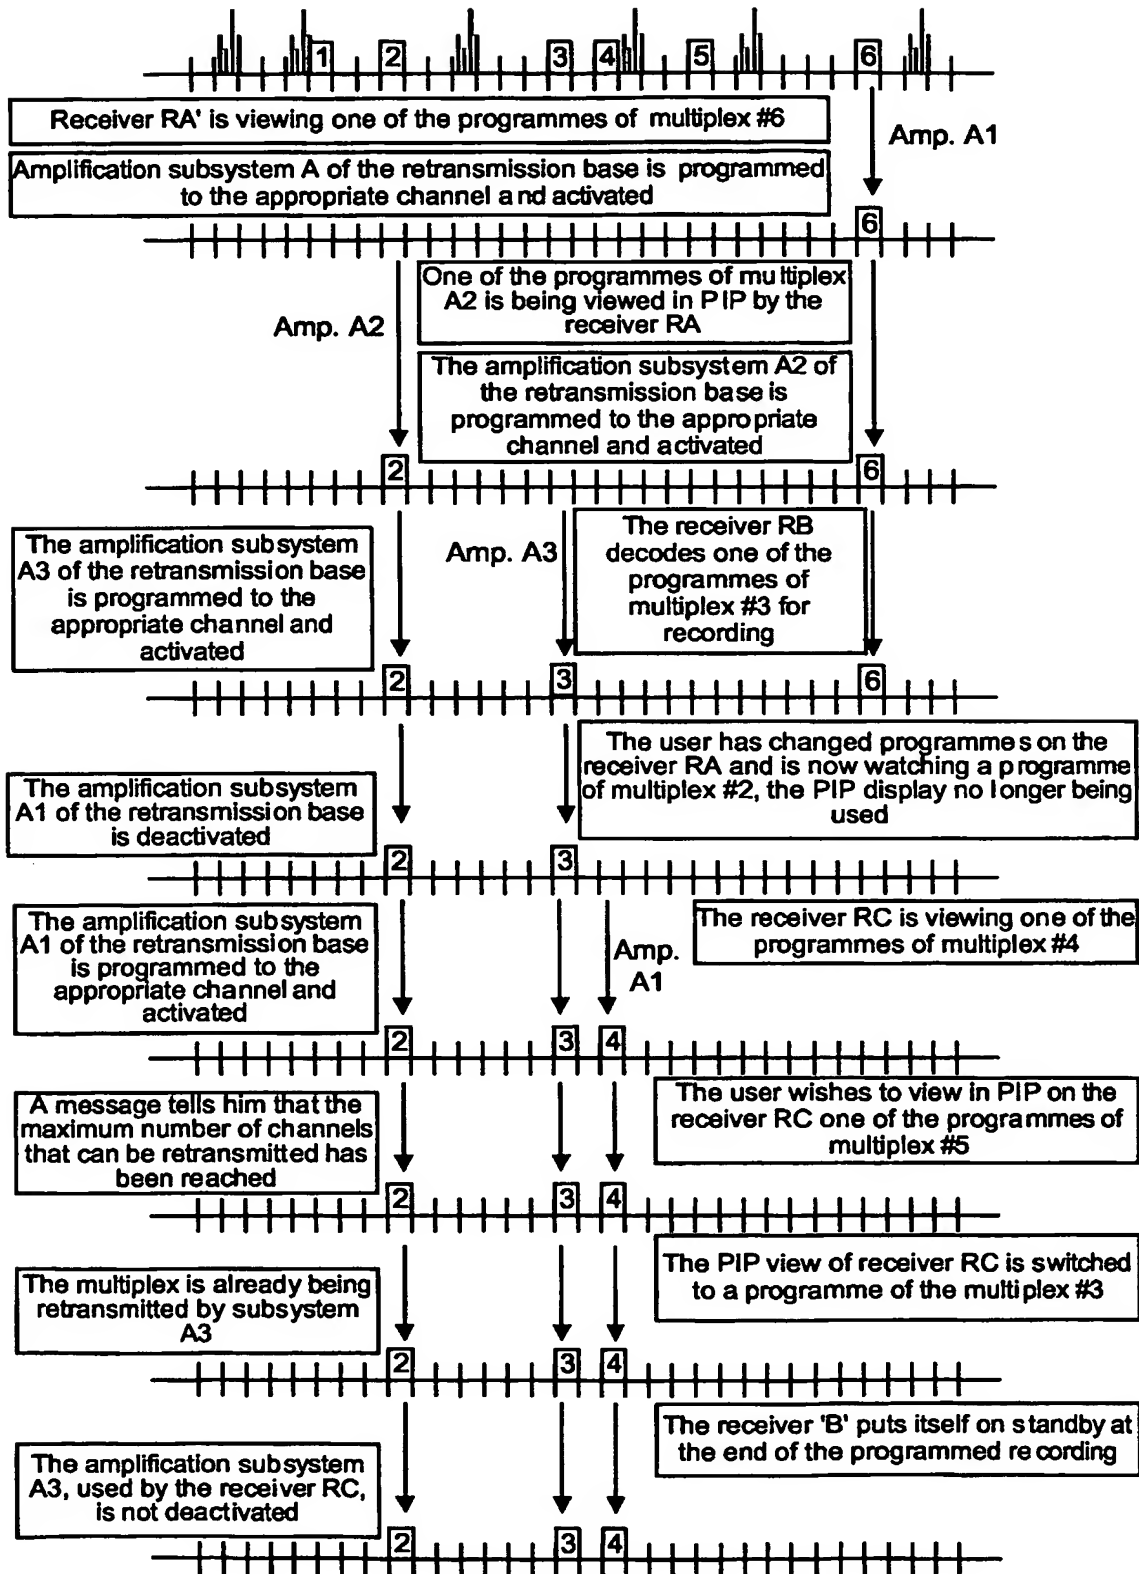 1 2 3 4 5 6
Receiver RA' is viewing one of the programmes of multiplex #6
Amp. A1
Amplification subsystem A of the retransmission base is programmed
to the appropriate channel and activated
6
One of the programmes of multiplex
A2 is being viewed in PIP by the
receiver RA
Amp. A2
The amplification subsystem A2 of
the retransmission base is
programmed to the appropriate
channel and activated
2 6
The amplification subsystem
A3 of the retransmission base
is programmed to the
appropriate channel and
activated
Amp. A3
The receiver RB
decodes one of the
programmes of
multiplex #3 for
recording
2 3 6
The user has changed programmes on the
receiver RA and is now watching a programme
of multiplex #2, the PIP display no longer being
used
The amplification subsystem
A1 of the retransmission base
is deactivated
2 3
The amplification subsystem
A1 of the retransmission base
is programmed to the
appropriate channel and
activated
Amp.
A1
The receiver RC is viewing one of the
programmes of multiplex #4
2 3 4
A message tells him that the
maximum number of channels
that can be retransmitted has
been reached
The user wishes to view in PIP on the
receiver RC one of the programmes of
multiplex #5
2 3 4
The PIP view of receiver RC is switched
to a programme of the multiplex #3
The multiplex is already being
retransmitted by subsystem
A3
2 3 4
The receiver 'B' puts itself on standby at
the end of the programmed recording
The amplification subsystem
A3, used by the receiver RC,
is not deactivated
2 3 4